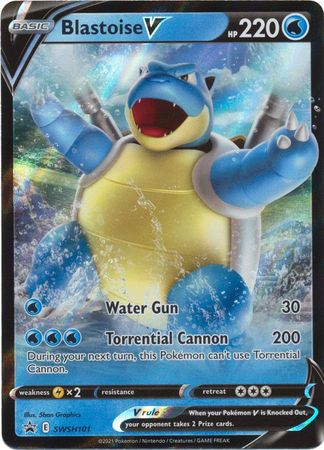 BASIC Blastoise V HP 220
Water Gun 30
Torrential Cannon 200
During your next turn, this Pokémon can't use Torrential
Cannon.
weakness ×2 resistance retreat
Illus. 5ban Graphics
V rule When your Pokémon V is Knocked Out,
your opponent takes 2 Prize cards.
E SWSH101 ©2021 Pokémon / Nintendo / Creatures / GAME FREAK